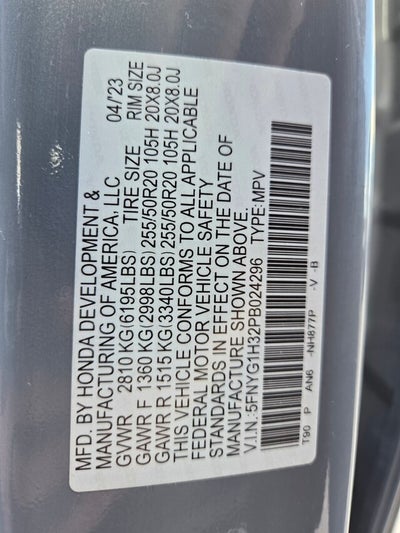 MFD. BY HONDA DEVELOPMENT &
MANUFACTURING OF AMERICA, LLC 04/23
GVWR 2810 KG(6195LBS) TIRE SIZE RIM SIZE
GAWR F 1360 KG(2998LBS)255/50R20 105H 20X8.0J
GAWR R 1515 KG(3340LBS)255/50R20 105H 20X8.0J
THIS VEHICLE CONFORMS TO ALL APPLICABLE
FEDERAL MOTOR VEHICLE SAFETY
STANDARDS IN EFFECT ON THE DATE OF
MANUFACTURE SHOWN ABOVE.
V.I.N.:5FNYG1H32PB024296 TYPE:MPV
T90 P AN6 -NH877P -V -B